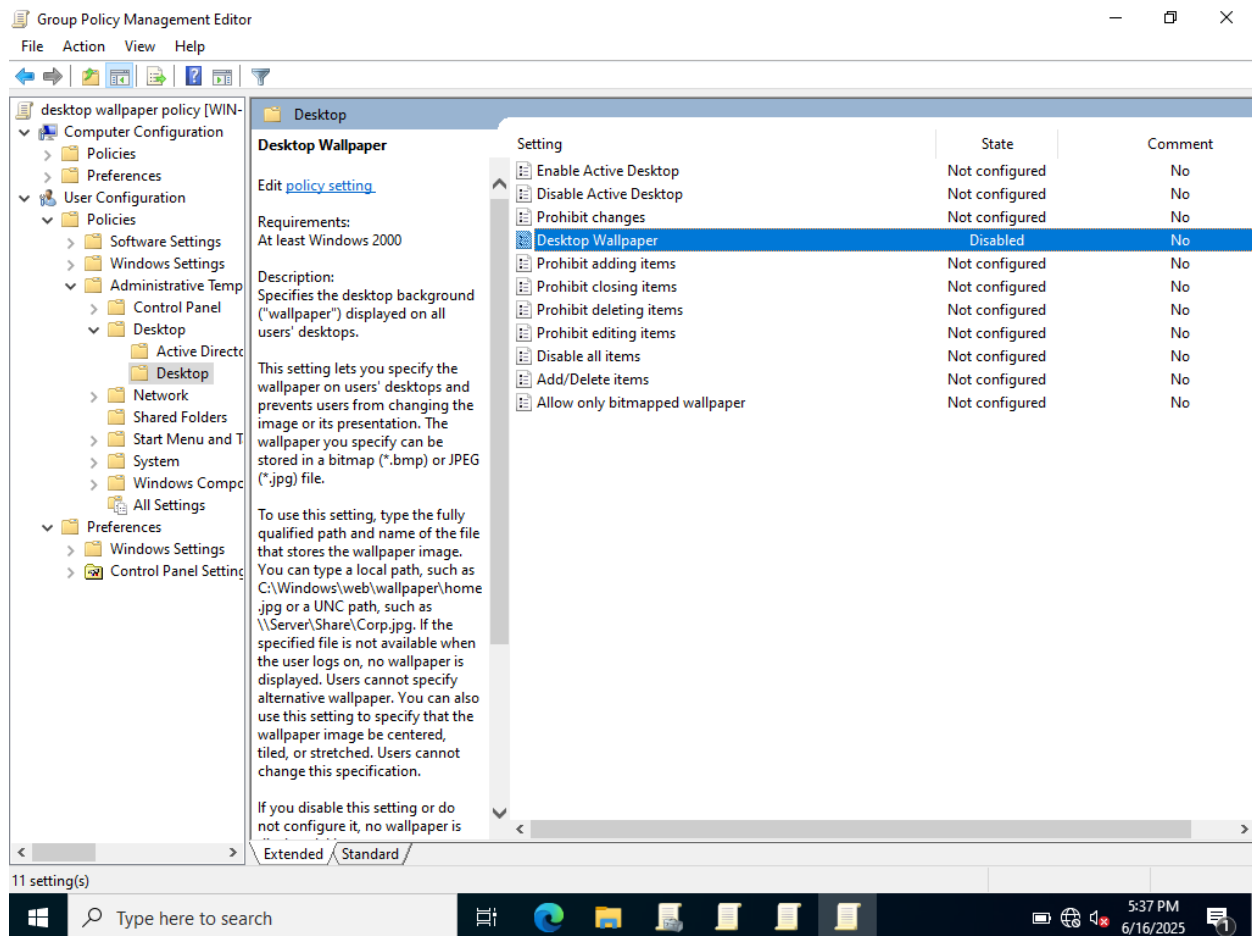 Group Policy Management Editor
File Action View Help
desktop wallpaper policy [WIN-
Computer Configuration
Policies
Preferences
User Configuration
Policies
Software Settings
Windows Settings
Administrative Temp
Control Panel
Desktop
Active Directo
Desktop
Network
Shared Folders
Start Menu and T
System
Windows Compo
All Settings
Preferences
Windows Settings
Control Panel Setting
Desktop
Desktop Wallpaper
Edit policy setting
Requirements:
At least Windows 2000
Description:
Specifies the desktop background
("wallpaper") displayed on all
users' desktops.
This setting lets you specify the
wallpaper on users' desktops and
prevents users from changing the
image or its presentation. The
wallpaper you specify can be
stored in a bitmap (*.bmp) or JPEG
(*.jpg) file.
To use this setting, type the fully
qualified path and name of the file
that stores the wallpaper image.
You can type a local path, such as
C:\Windows\web\wallpaper\home
.jpg or a UNC path, such as
\\Server\Share\Corp.jpg. If the
specified file is not available when
the user logs on, no wallpaper is
displayed. Users cannot specify
alternative wallpaper. You can also
use this setting to specify that the
wallpaper image be centered,
tiled, or stretched. Users cannot
change this specification.
If you disable this setting or do
not configure it, no wallpaper is
Setting State Comment
Enable Active Desktop Not configured No
Disable Active Desktop Not configured No
Prohibit changes Not configured No
Desktop Wallpaper Disabled No
Prohibit adding items Not configured No
Prohibit closing items Not configured No
Prohibit deleting items Not configured No
Prohibit editing items Not configured No
Disable all items Not configured No
Add/Delete items Not configured No
Allow only bitmapped wallpaper Not configured No
Extended Standard
11 setting(s)
Type here to search
5:37 PM
6/16/2025
1